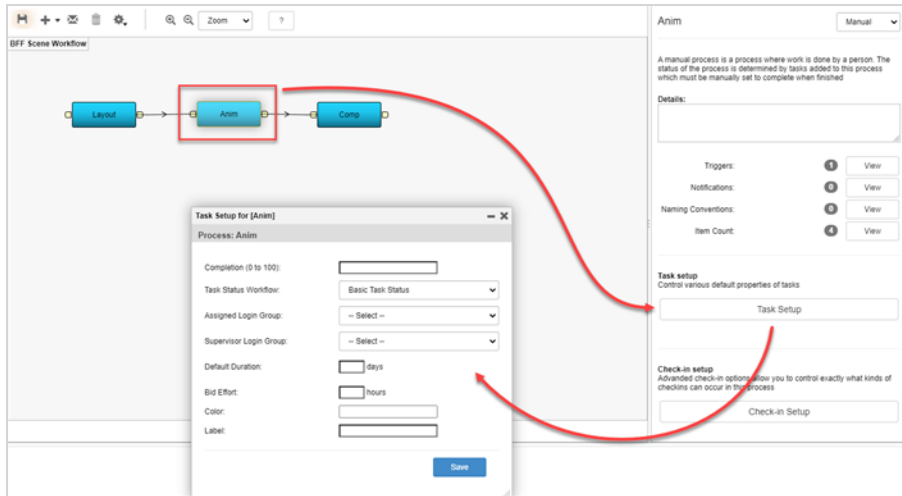 Zoom
?
BFF Scene Workflow
Layout
Anim
Comp
Task Setup for [Anim]
Process: Anim
Completion (0 to 100):
Task Status Workflow:
Basic Task Status
Assigned Login Group:
-- Select --
Supervisor Login Group:
-- Select --
Default Duration:
days
Bid Effort:
hours
Color:
Label:
Save
Anim
Manual
A manual process is a process where work is done by a person. The
status of the process is determined by tasks added to this process
which must be manually set to complete when finished
Details:
Triggers:
1
View
Notifications:
0
View
Naming Conventions:
0
View
Item Count:
4
View
Task setup
Control various default properties of tasks
Task Setup
Check-in setup
Advanded check-in options allow you to control exactly what kinds of
checkins can occur in this process
Check-in Setup